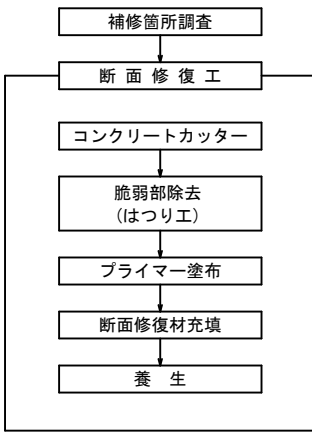 補修箇所調査
断 面 修 復 工
コンクリートカッター
脆弱部除去
(はつり工)
プライマー塗布
断面修復材充填
養　生